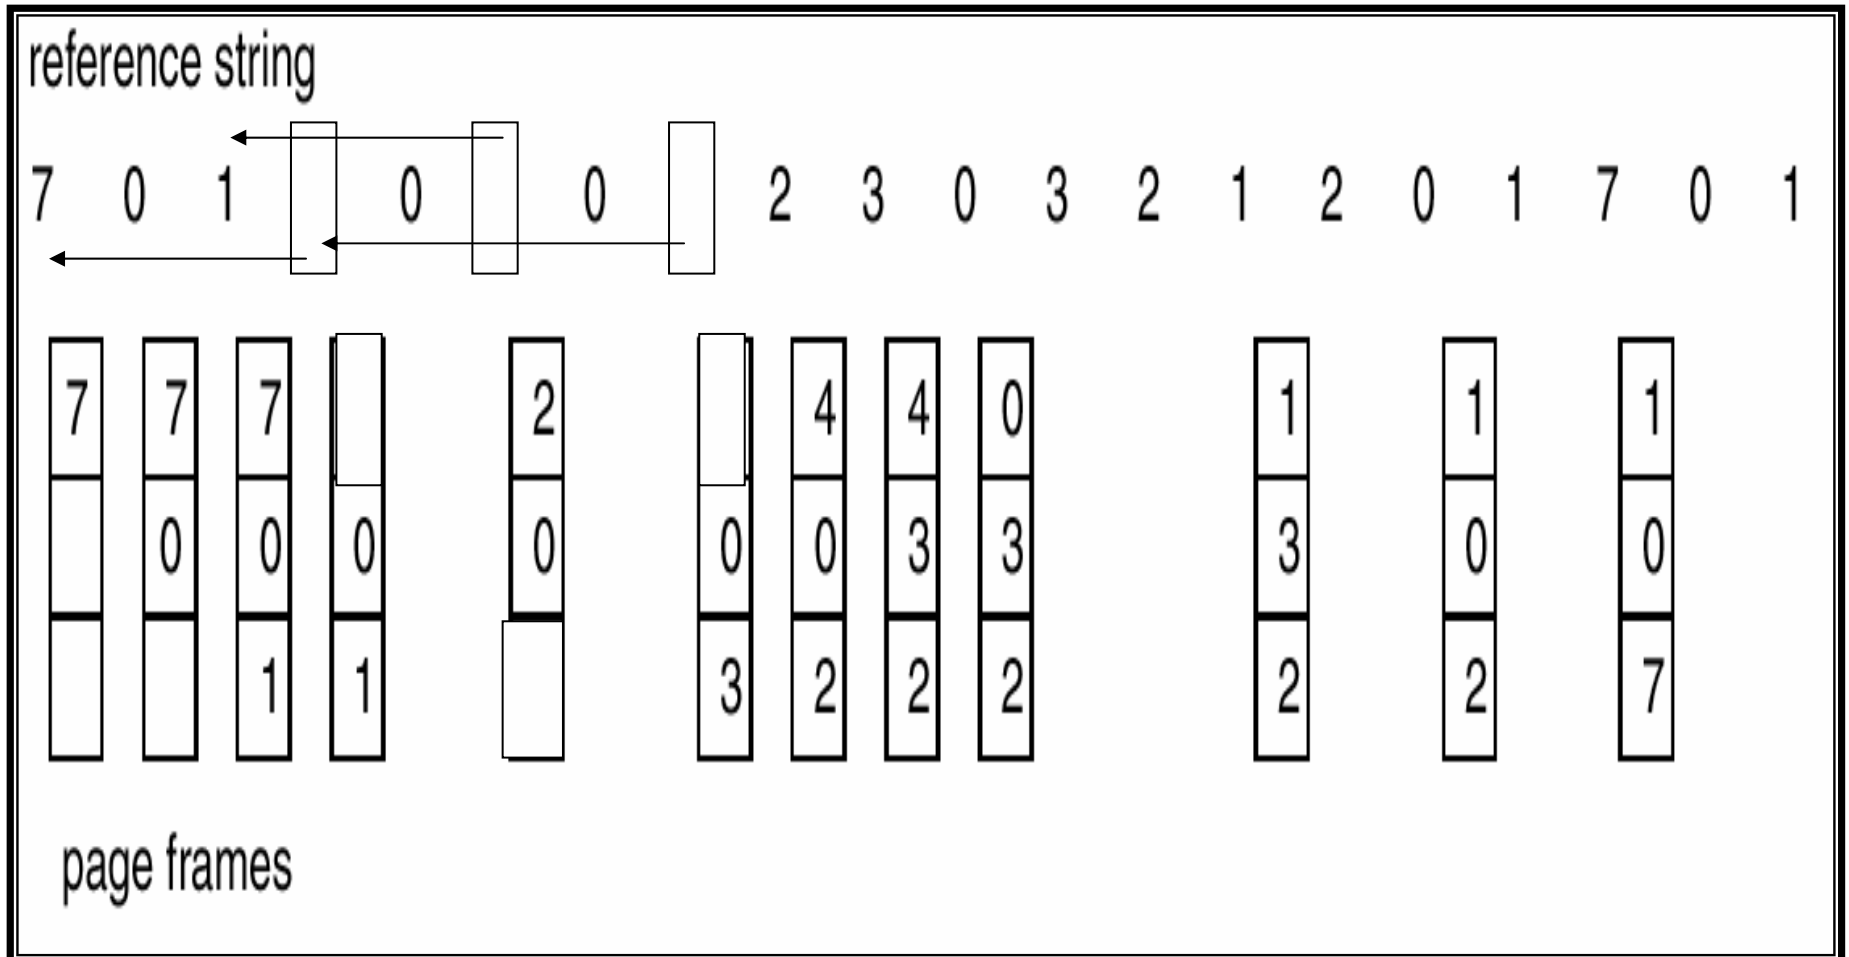 reference string
7 0 1 0 0 2 3 0 3 2 1 2 0 1 7 0 1
7 7 7 2 4 4 0 1 1 1
0 0 0 0 0 0 3 3 3 0 0
1 1 3 2 2 2 2 2 7
page frames